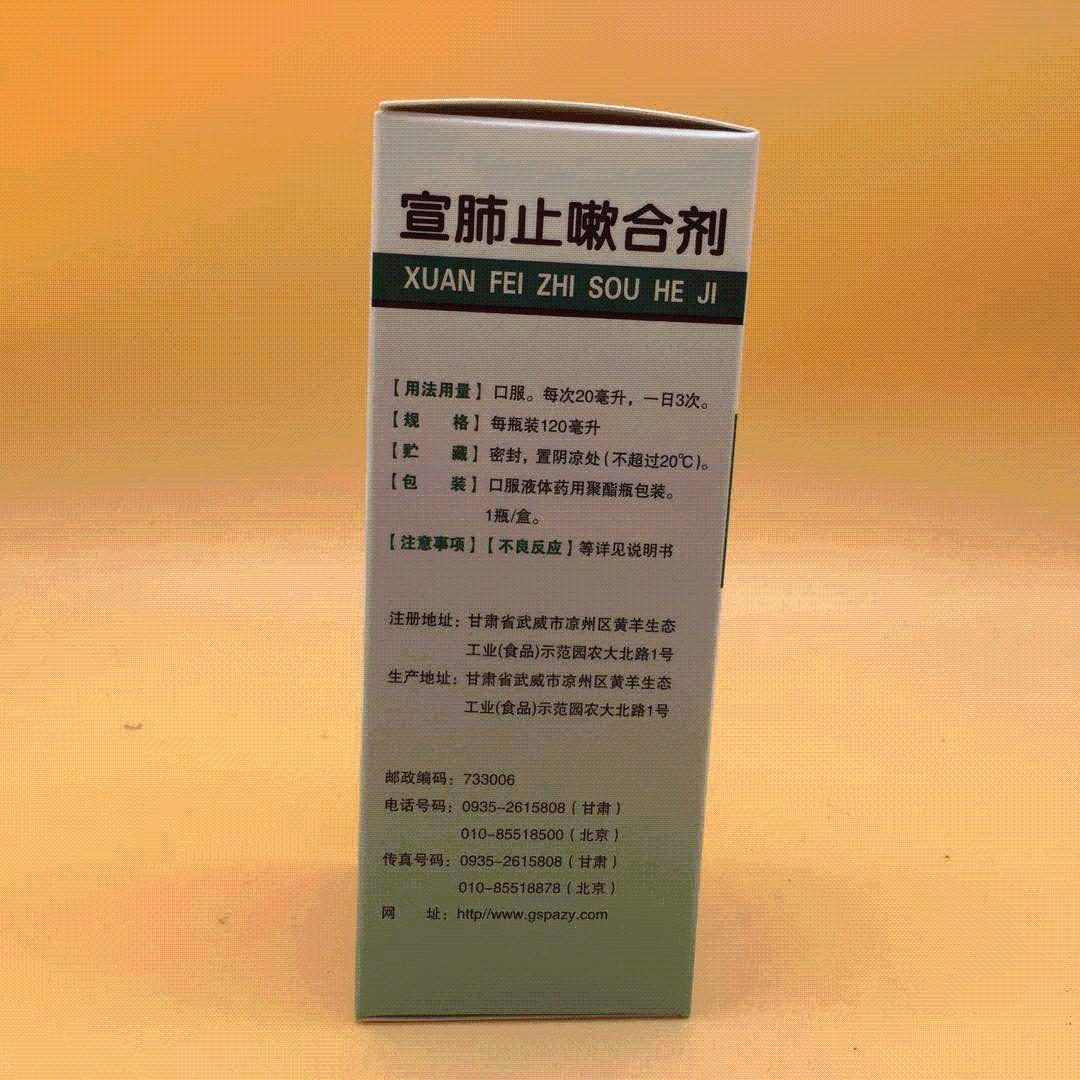 宣肺止嗽合剂
XUAN FEI ZHI SOU HE JI
【用法用量】口服。每次20毫升，一日3次。
【规 格】每瓶装120毫升
【贮 藏】密封，置阴凉处(不超过20℃)。
【包 装】口服液体药用聚酯瓶包装。
1瓶/盒。
【注意事项】【不良反应】等详见说明书
注册地址：甘肃省武威市凉州区黄羊生态
工业(食品)示范园农大北路1号
生产地址：甘肃省武威市凉州区黄羊生态
工业(食品)示范园农大北路1号
邮政编码：733006
电话号码：0935-2615808（甘肃）
010-85518500（北京）
传真号码：0935-2615808（甘肃）
010-85518878（北京）
网 址：http//www.gspazy.com